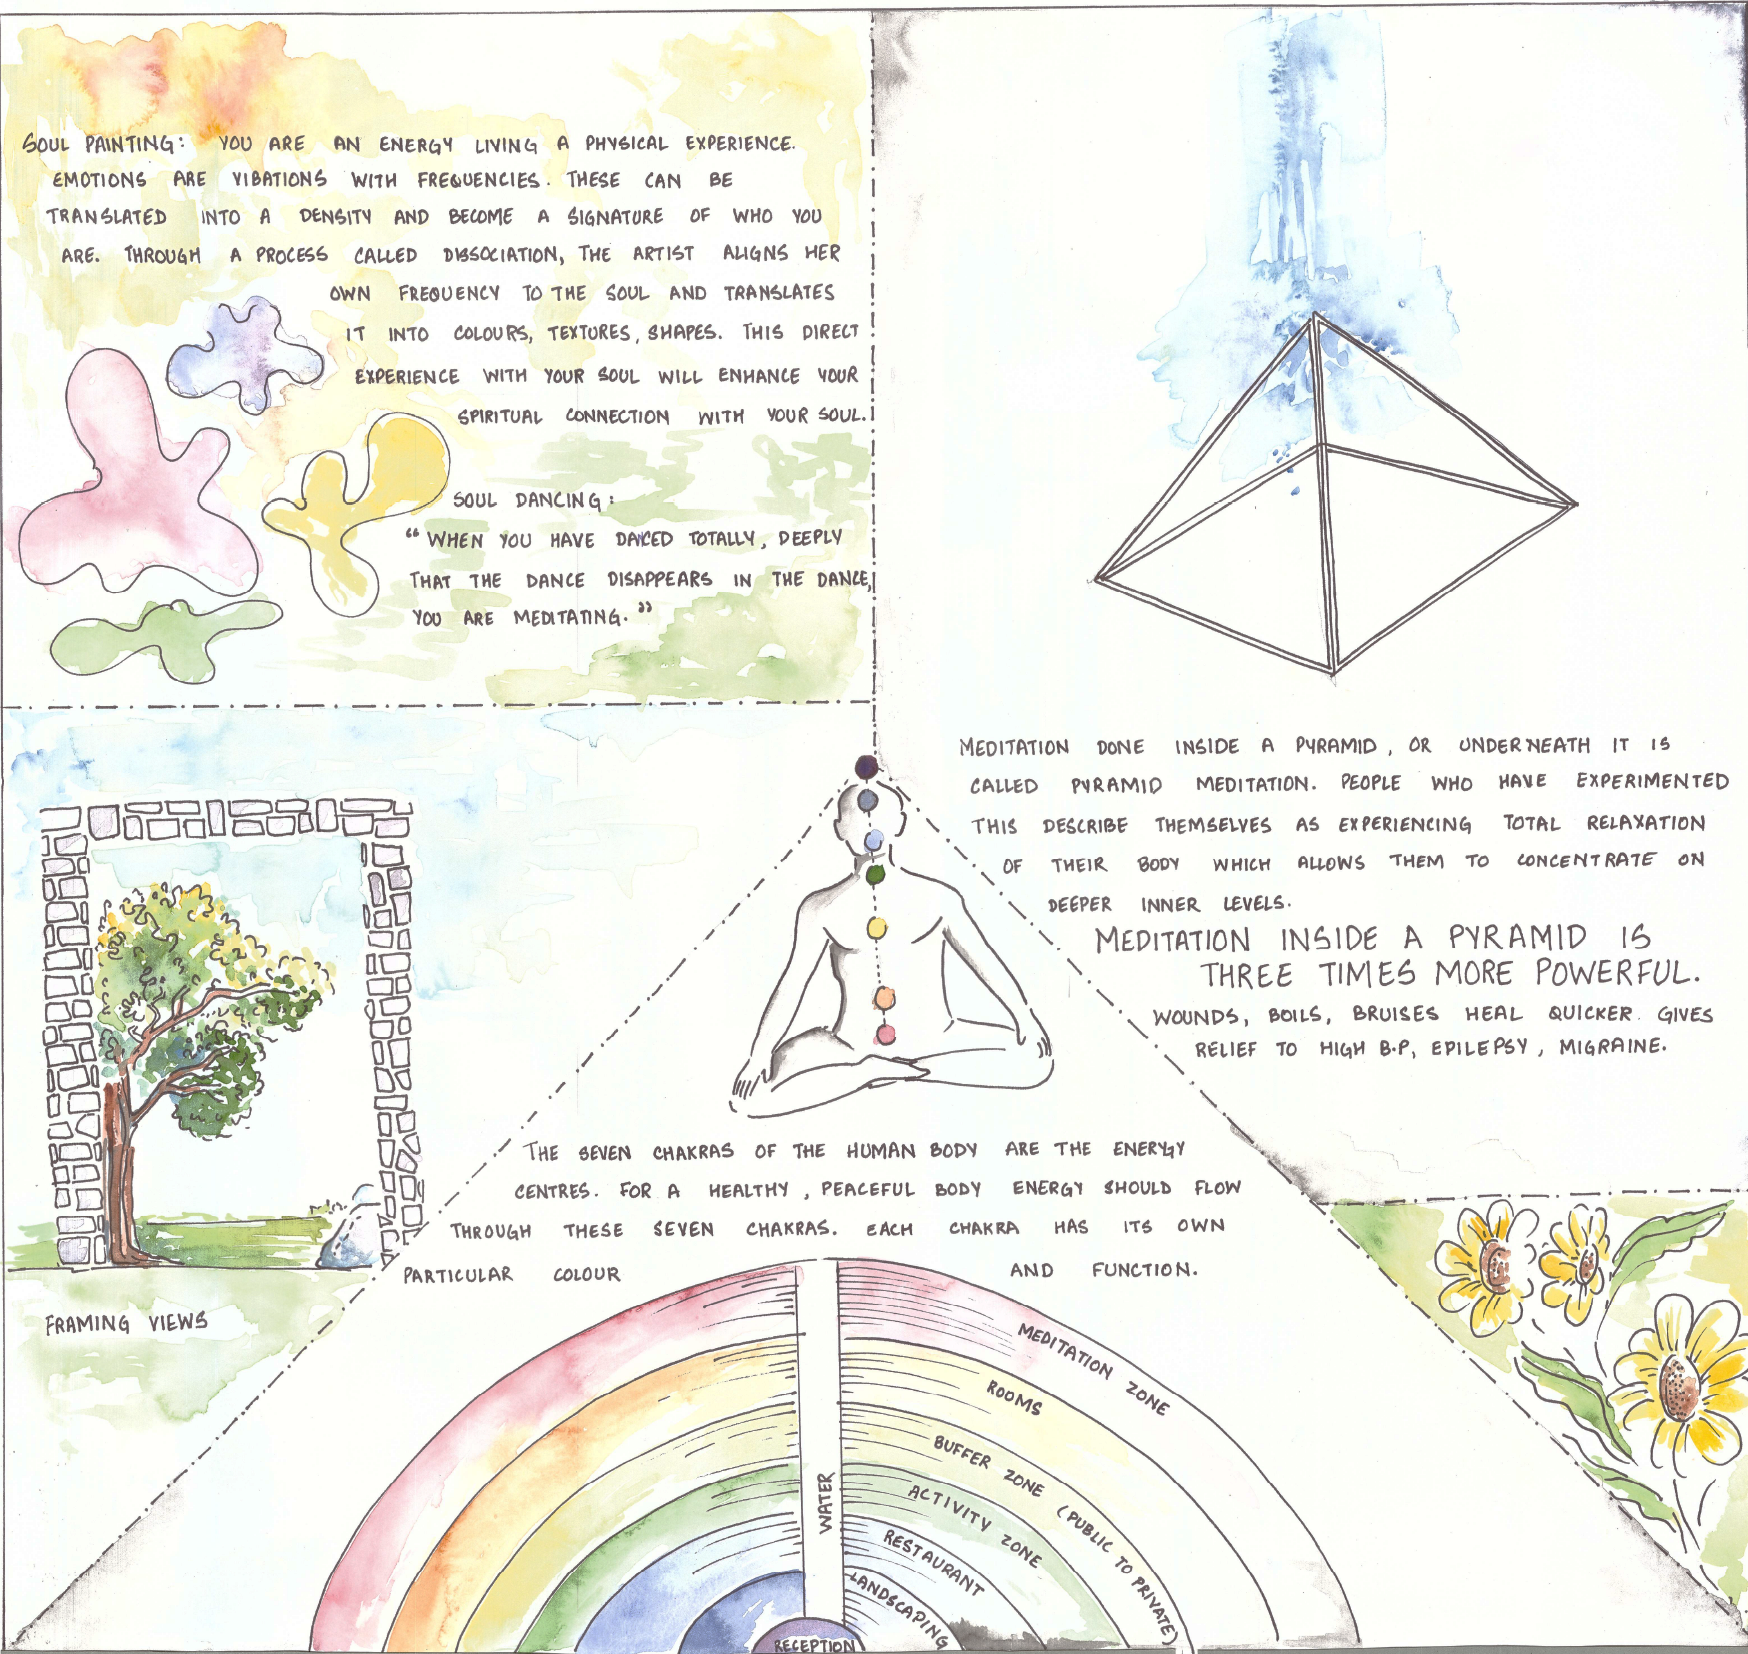 SOUL PAINTING: YOU ARE AN ENERGY LIVING A PHYSICAL EXPERIENCE.
EMOTIONS ARE VIBATIONS WITH FREQUENCIES. THESE CAN BE
TRANSLATED INTO A DENSITY AND BECOME A SIGNATURE OF WHO YOU
ARE. THROUGH A PROCESS CALLED DISSOCIATION, THE ARTIST ALIGNS HER
OWN FREQUENCY TO THE SOUL AND TRANSLATES
IT INTO COLOURS, TEXTURES, SHAPES. THIS DIRECT
EXPERIENCE WITH YOUR SOUL WILL ENHANCE YOUR
SPIRITUAL CONNECTION WITH YOUR SOUL.
SOUL DANCING:
"WHEN YOU HAVE DANCED TOTALLY, DEEPLY
THAT THE DANCE DISAPPEARS IN THE DANCE,
YOU ARE MEDITATING."
MEDITATION DONE INSIDE A PYRAMID, OR UNDERNEATH IT IS
CALLED PYRAMID MEDITATION. PEOPLE WHO HAVE EXPERIMENTED
THIS DESCRIBE THEMSELVES AS EXPERIENCING TOTAL RELAXATION
OF THEIR BODY WHICH ALLOWS THEM TO CONCENTRATE ON
DEEPER INNER LEVELS.
MEDITATION INSIDE A PYRAMID IS
THREE TIMES MORE POWERFUL.
WOUNDS, BOILS, BRUISES HEAL QUICKER. GIVES
RELIEF TO HIGH B.P, EPILEPSY, MIGRAINE.
FRAMING VIEWS
THE SEVEN CHAKRAS OF THE HUMAN BODY ARE THE ENERGY
CENTRES. FOR A HEALTHY, PEACEFUL BODY ENERGY SHOULD FLOW
THROUGH THESE SEVEN CHAKRAS. EACH CHAKRA HAS ITS OWN
PARTICULAR COLOUR AND FUNCTION.
MEDITATION ZONE
ROOMS
BUFFER ZONE (PUBLIC TO PRIVATE)
ACTIVITY ZONE
RESTAURANT
LANDSCAPING
WATER
RECEPTION